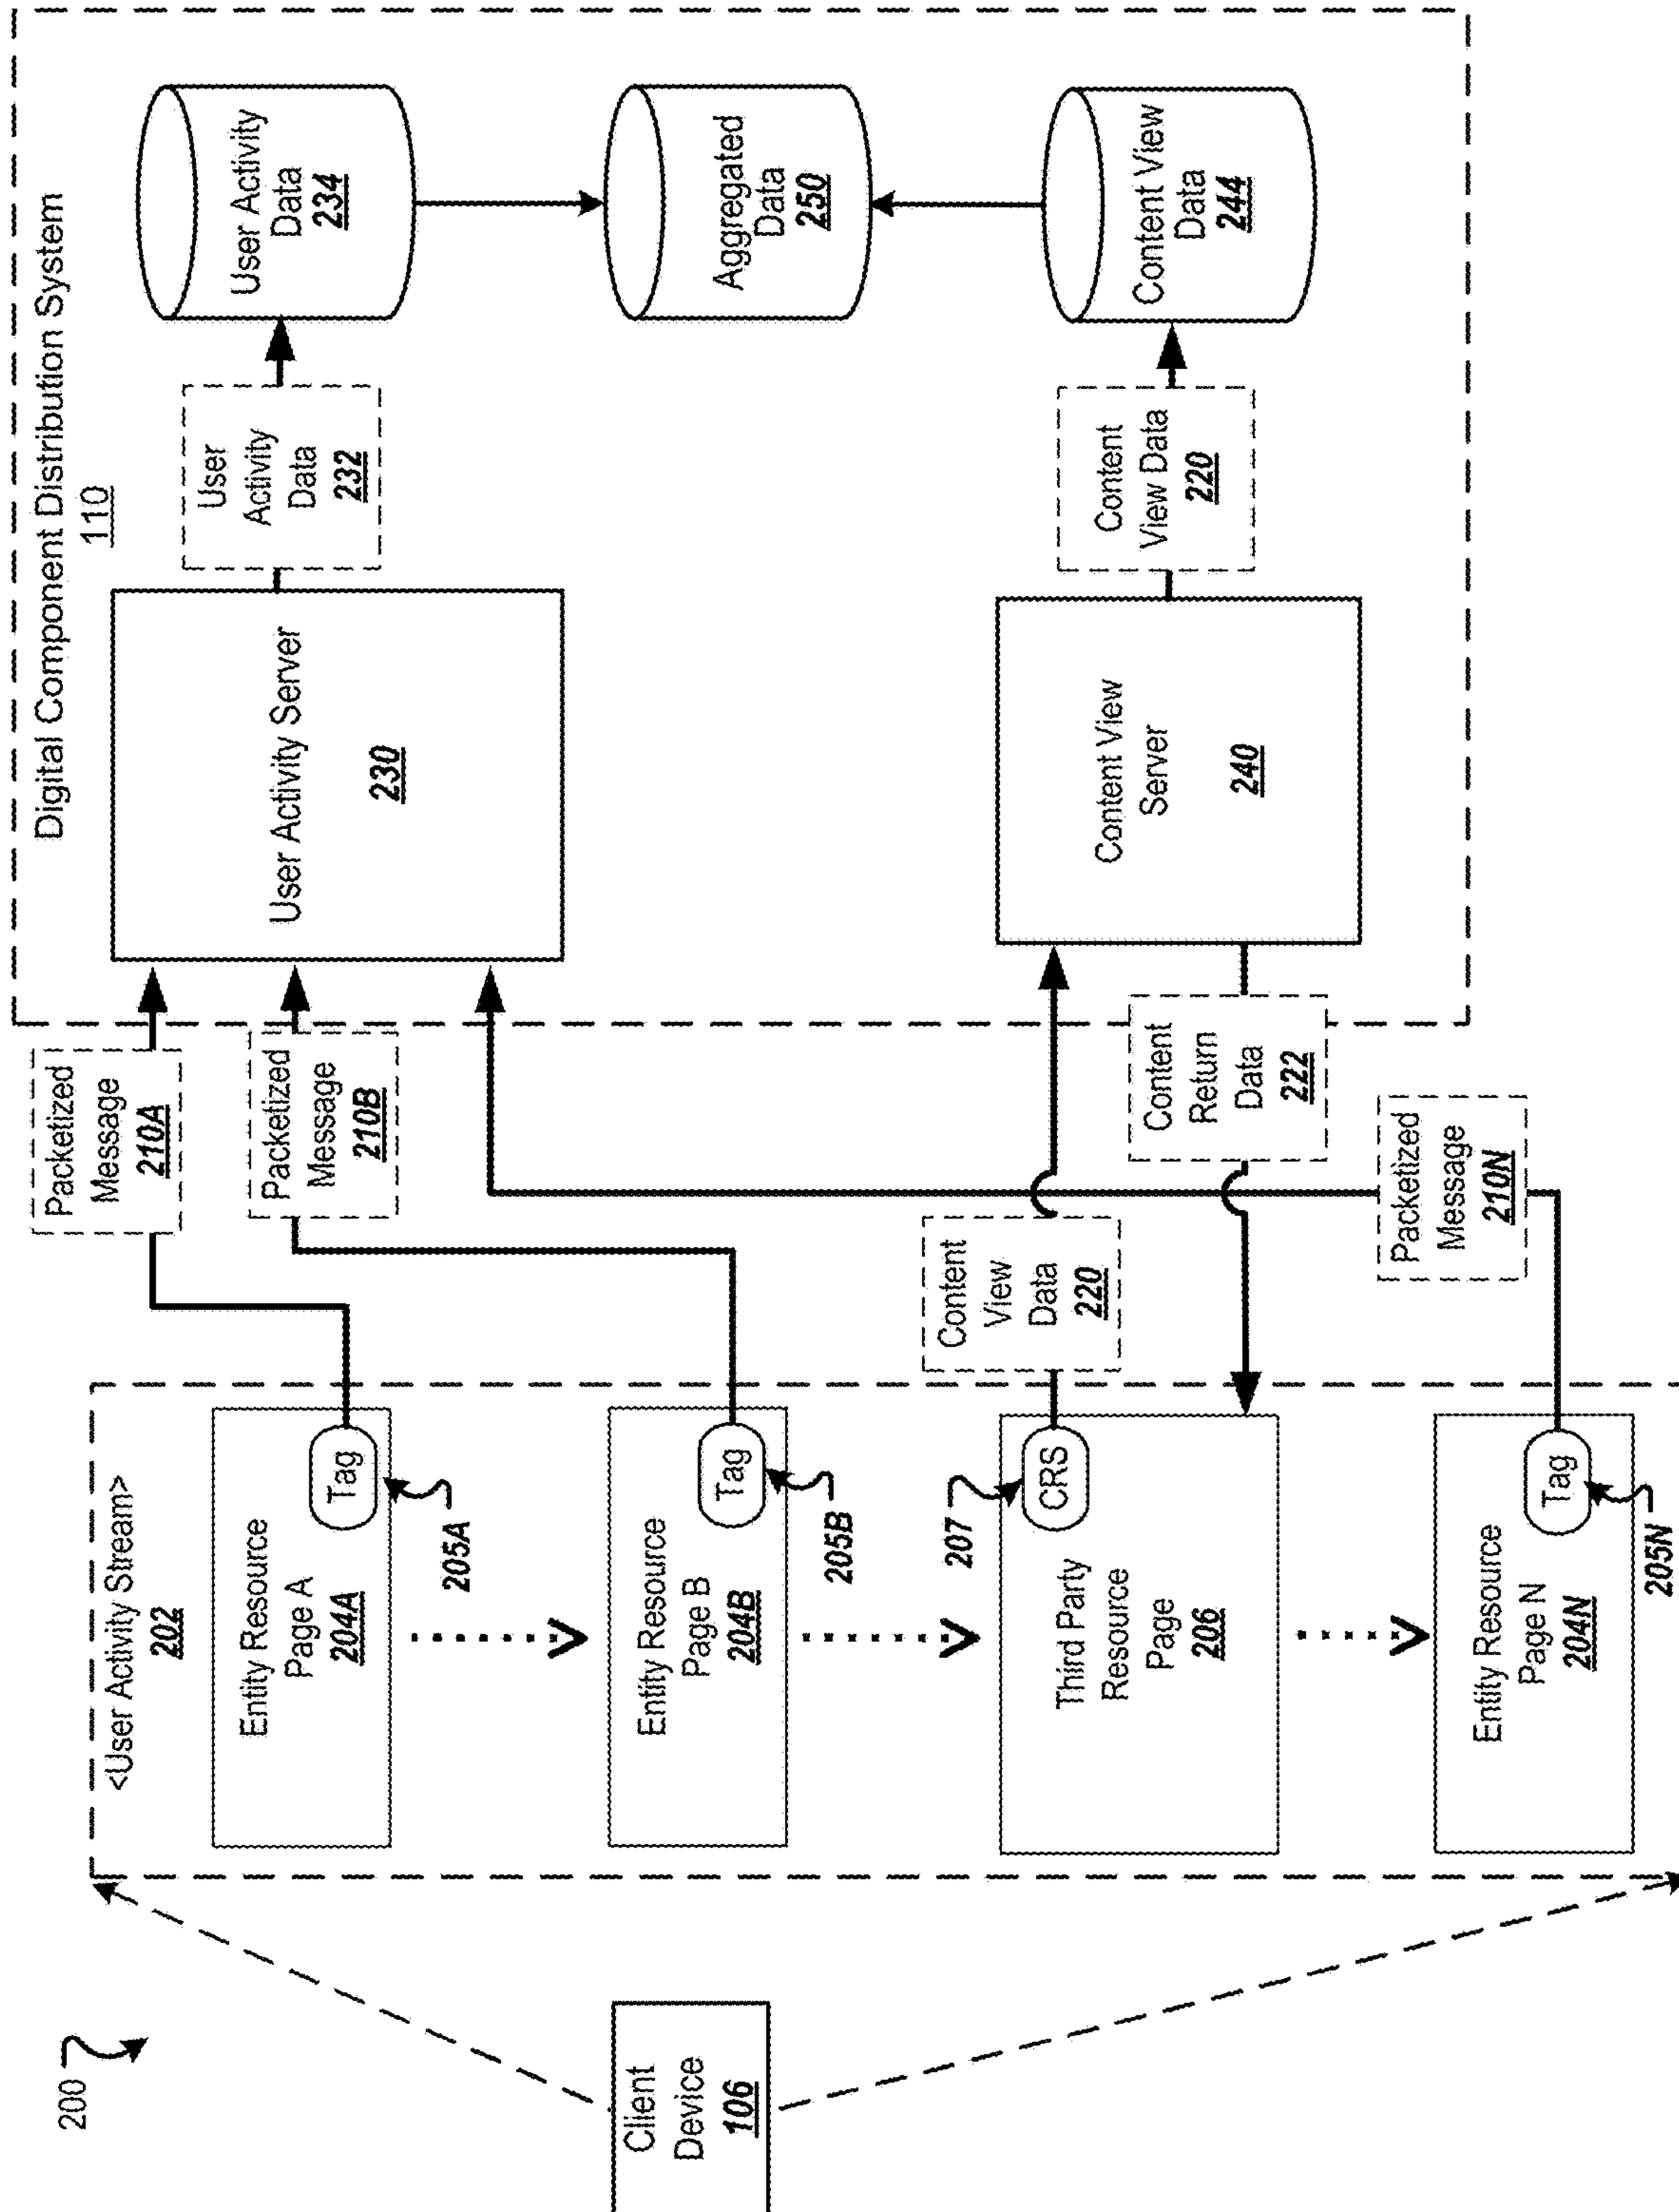 200
Client
Device
106
<User Activity Stream>
202
Entity Resource
Page A
204A
Tag
205A
Entity Resource
Page B
204B
Tag
205B
Third Party
Resource
Page
206
CRS
207
Entity Resource
Page N
204N
Tag
205N
Packetized
Message
210A
Packetized
Message
210B
Content
View
Data
220
Content
Return
Data
222
Packetized
Message
210N
Digital Component Distribution System
110
User Activity Server
230
User
Activity
Data
232
User Activity
Data
234
Aggregated
Data
250
Content View
Server
240
Content
View Data
220
Content View
Data
244